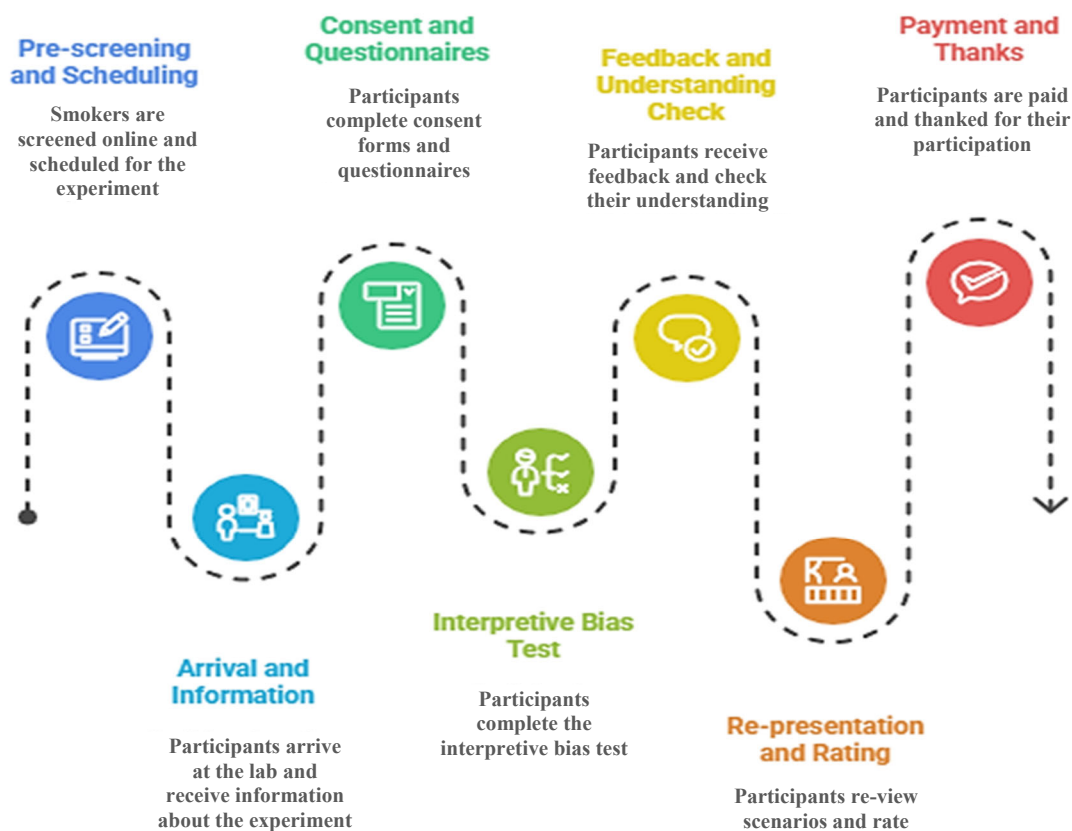 Pre-screening
and Scheduling
Smokers are
screened online and
scheduled for the
experiment
Arrival and
Information
Participants arrive
at the lab and
receive information
about the experiment
Consent and
Questionnaires
Participants
complete consent
forms and
questionnaires
Interpretive Bias
Test
Participants
complete the
interpretive bias test
Feedback and
Understanding
Check
Participants receive
feedback and check
their understanding
Re-presentation
and Rating
Participants re-view
scenarios and rate
Payment and
Thanks
Participants are paid
and thanked for their
participation